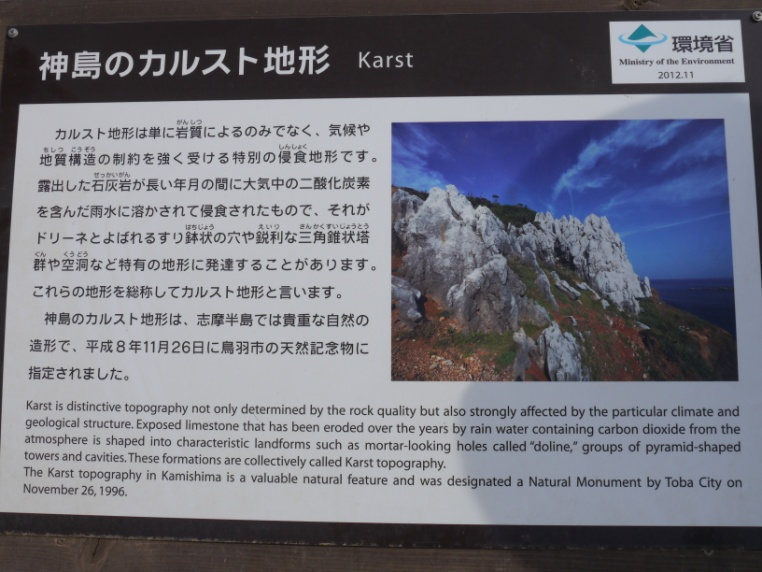 神島のカルスト地形 Karst
環境省
Ministry of the Environment
2012.11
カルスト地形は単に岩質によるのみでなく、気候や
地質構造の制約を強く受ける特別の侵食地形です。
露出した石灰岩が長い年月の間に大気中の二酸化炭素
を含んだ雨水に溶かされて侵食されたもので、それが
ドリーネとよばれるすり鉢状の穴や鋭利な三角錐状塔
群や空洞など特有の地形に発達することがあります。
これらの地形を総称してカルスト地形と言います。
神島のカルスト地形は、志摩半島では貴重な自然の
造形で、平成8年11月26日に鳥羽市の天然記念物に
指定されました。
Karst is distinctive topography not only determined by the rock quality but also strongly affected by the particular climate and
geological structure. Exposed limestone that has been eroded over the years by rain water containing carbon dioxide from the
atmosphere is shaped into characteristic landforms such as mortar-looking holes called “doline,” groups of pyramid-shaped
towers and cavities. These formations are collectively called Karst topography.
The Karst topography in Kamishima is a valuable natural feature and was designated a Natural Monument by Toba City on
November 26, 1996.